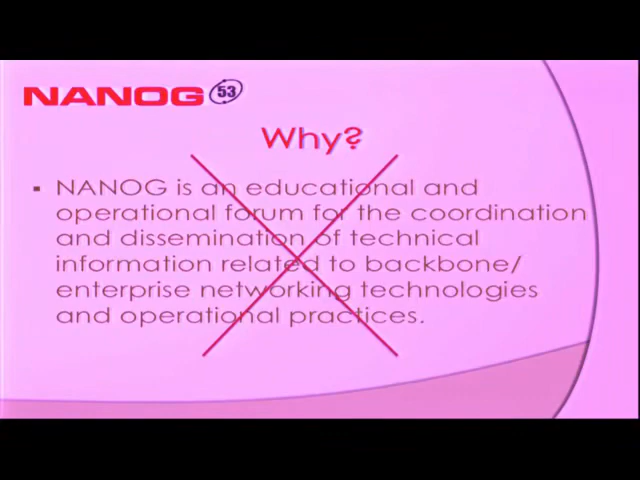 NANOG 53
Why?
▪ NANOG is an educational and
operational forum for the coordination
and dissemination of technical
information related to backbone/
enterprise networking technologies
and operational practices.